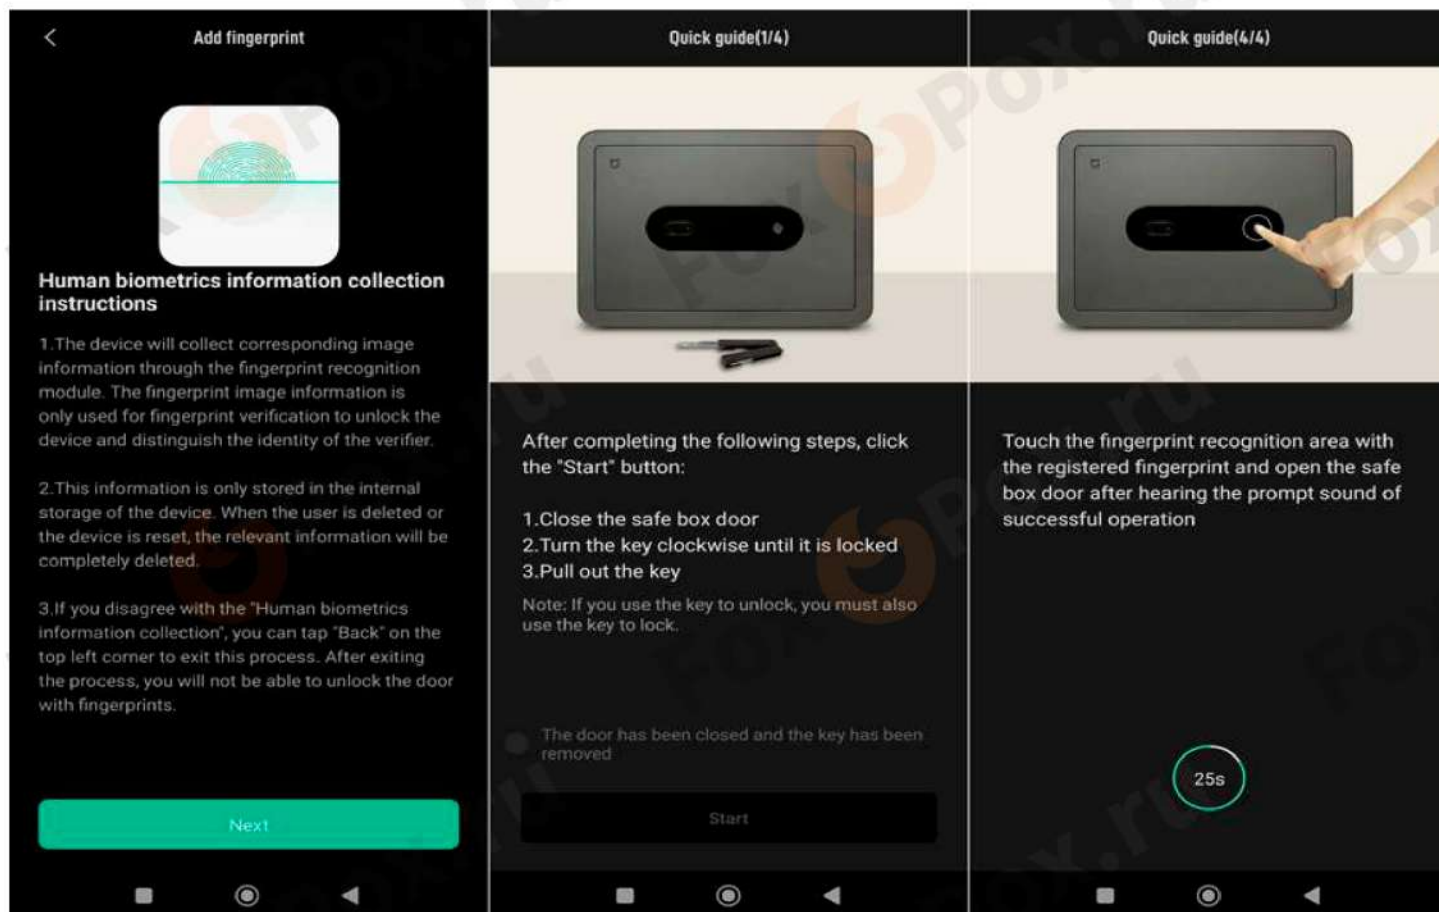 Add fingerprint
Human biometrics information collection
instructions
1.The device will collect corresponding image
information through the fingerprint recognition
module. The fingerprint image information is
only used for fingerprint verification to unlock the
device and distinguish the identity of the verifier.
2.This information is only stored in the internal
storage of the device. When the user is deleted or
the device is reset, the relevant information will be
completely deleted.
3.If you disagree with the "Human biometrics
information collection", you can tap "Back" on the
top left corner to exit this process. After exiting
the process, you will not be able to unlock the door
with fingerprints.
Next
Quick guide(1/4)
After completing the following steps, click
the "Start" button:
1.Close the safe box door
2.Turn the key clockwise until it is locked
3.Pull out the key
Note: If you use the key to unlock, you must also
use the key to lock.
The door has been closed and the key has been
removed
Start
Quick guide(4/4)
Touch the fingerprint recognition area with
the registered fingerprint and open the safe
box door after hearing the prompt sound of
successful operation
25s